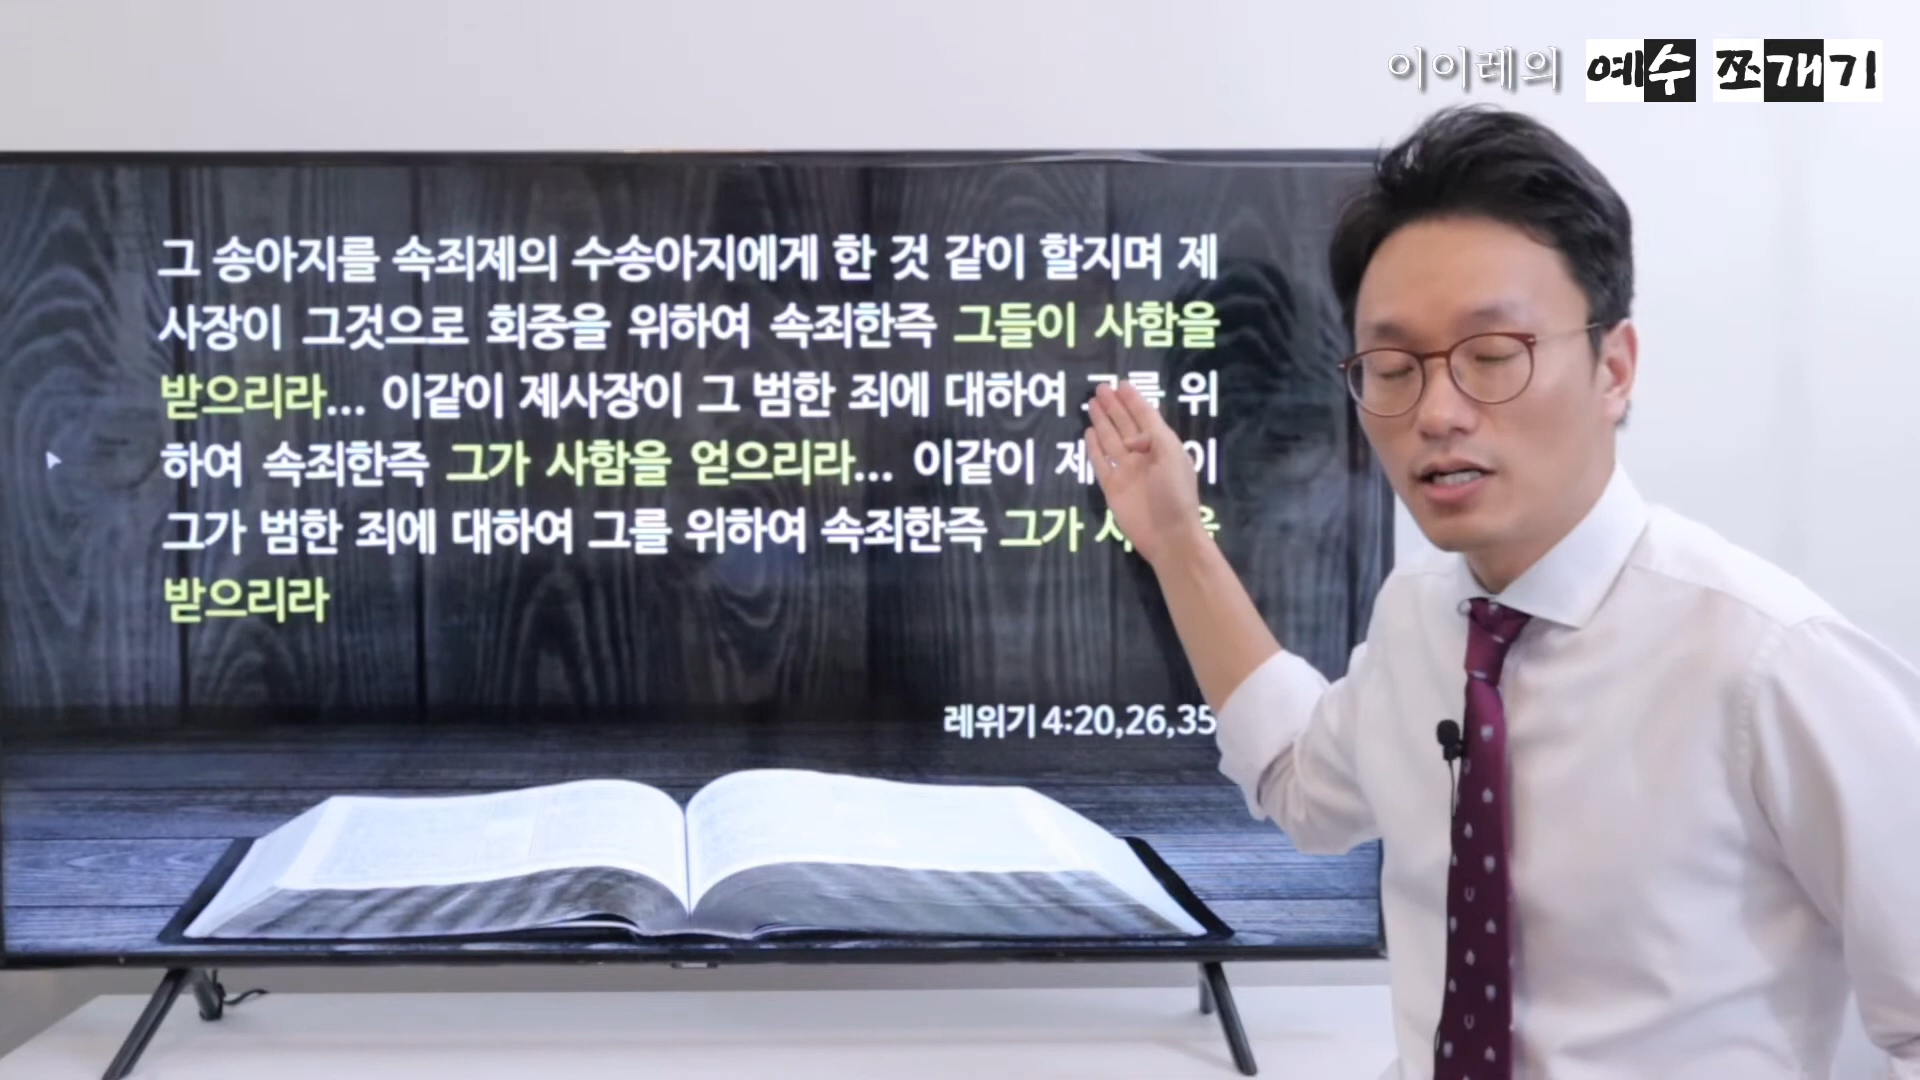 이이레의 예수 쪼개기
그 송아지를 속죄제의 수송아지에게 한 것 같이 할지며 제
사장이 그것으로 회중을 위하여 속죄한즉 그들이 사함을
받으리라... 이같이 제사장이 그 범한 죄에 대하여 그를 위
하여 속죄한즉 그가 사함을 얻으리라... 이같이 제 이
그가 범한 죄에 대하여 그를 위하여 속죄한즉 그가
받으리라
레위기 4:20,26,35